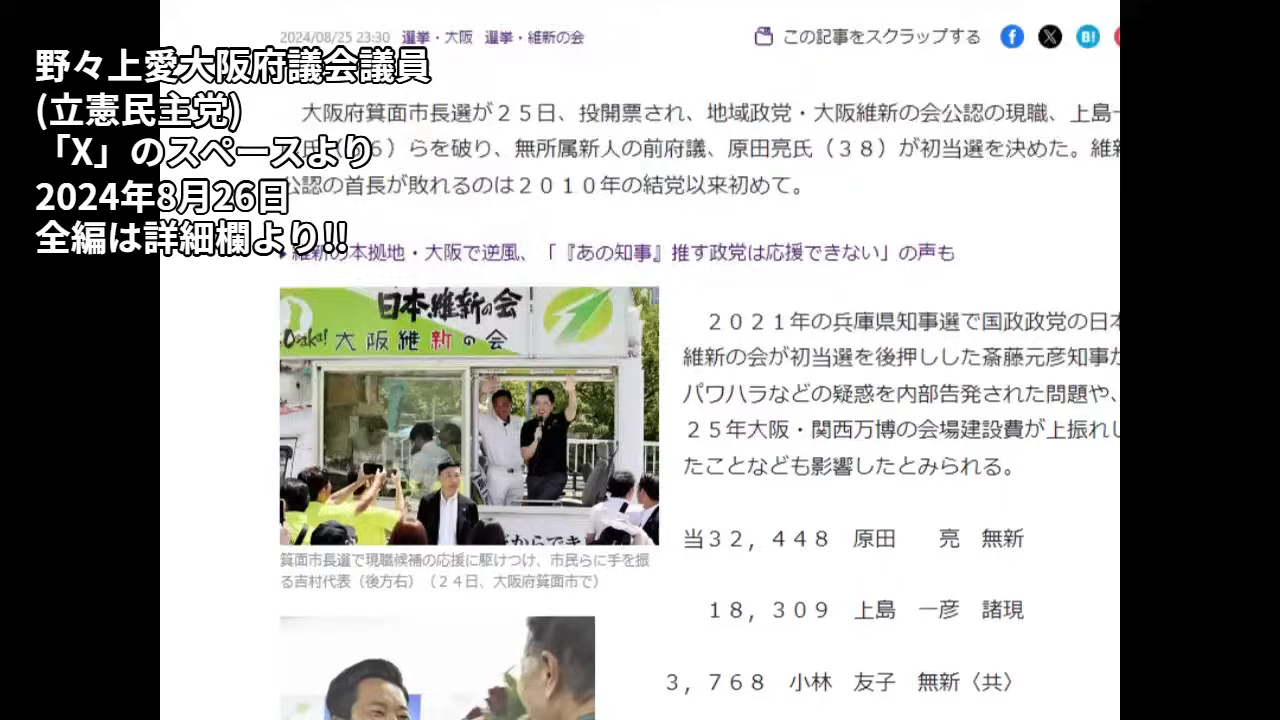 2024/08/25 23:30 選挙・大阪 選挙・維新の会
この記事をスクラップする
野々上愛大阪府議会議員
(立憲民主党)
「X」のスペースより
2024年8月26日
全編は詳細欄より!!
大阪府箕面市長選が２５日、投開票され、地域政党・大阪維新の会公認の現職、上島一
６）らを破り、無所属新人の前府議、原田亮氏（３８）が初当選を決めた。維新
公認の首長が敗れるのは２０１０年の結党以来初めて。
維新の本拠地・大阪で逆風、「『あの知事』推す政党は応援できない」の声も
日本維新の会
Osaka!
大阪維新の会
２０２１年の兵庫県知事選で国政政党の日本
維新の会が初当選を後押しした斎藤元彦知事が
パワハラなどの疑惑を内部告発された問題や、
２５年大阪・関西万博の会場建設費が上振れし
たことなども影響したとみられる。
箕面市長選で現職候補の応援に駆けつけ、市民らに手を振
る吉村代表（後方右）（２４日、大阪府箕面市で）
当３２，４４８ 原田 亮 無新
１８，３０９ 上島 一彦 諸現
３，７６８ 小林 友子 無新〈共〉